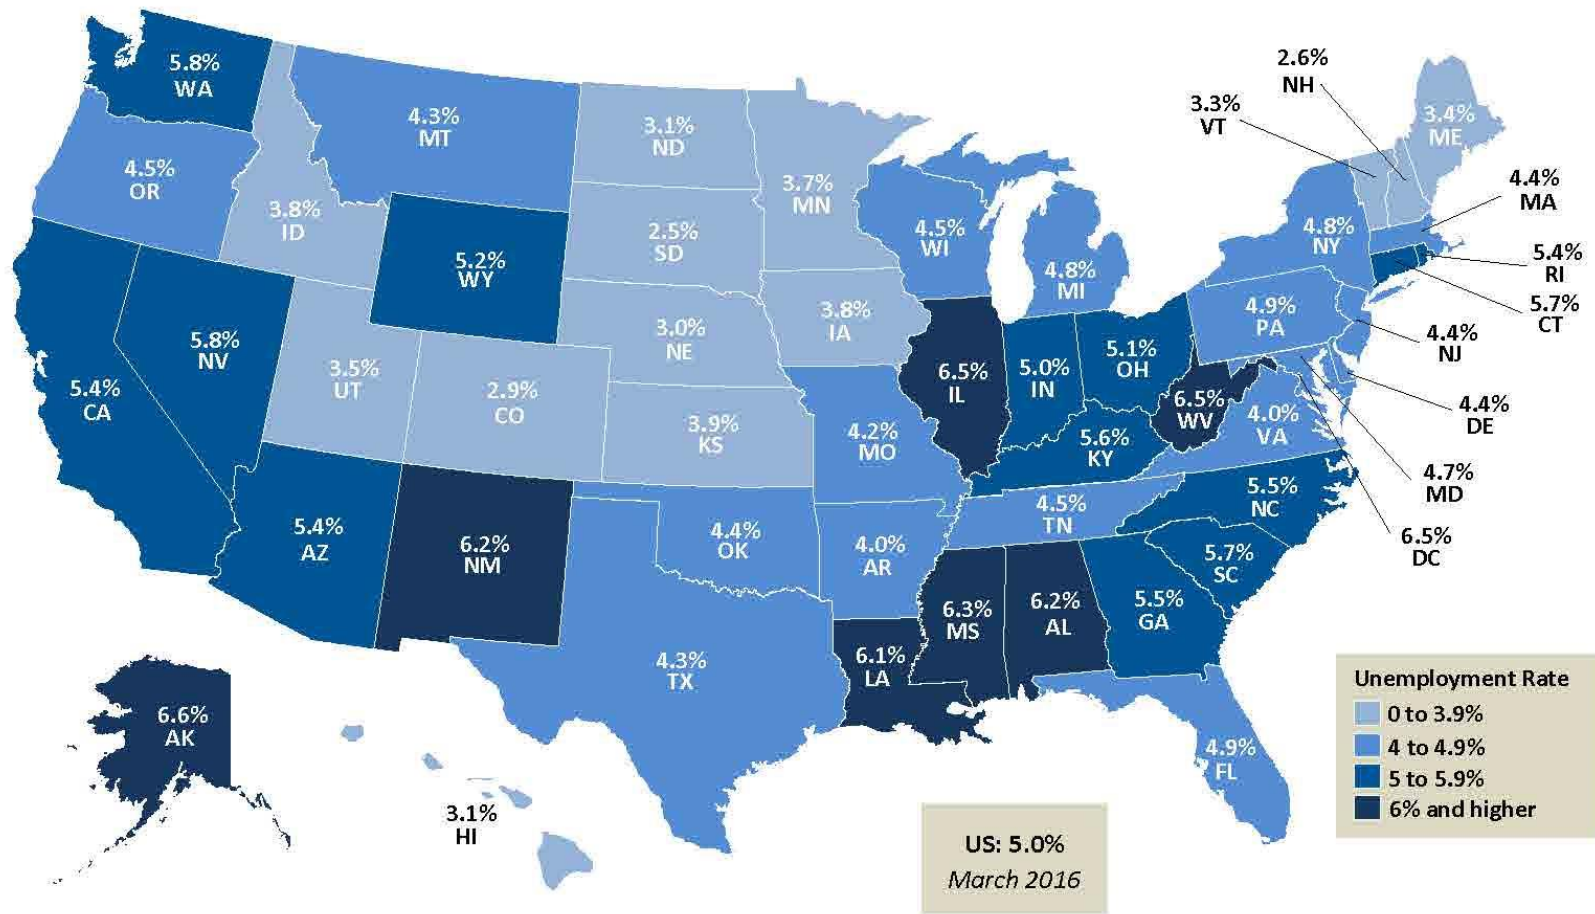 5.8%
WA
4.5%
OR
4.3%
MT
3.8%
ID
5.2%
WY
5.4%
CA
5.8%
NV
3.5%
UT
2.9%
CO
5.4%
AZ
6.2%
NM
3.1%
ND
2.5%
SD
3.0%
NE
3.9%
KS
4.4%
OK
4.3%
TX
3.7%
MN
3.8%
IA
4.2%
MO
4.0%
AR
6.1%
LA
4.5%
WI
6.5%
IL
4.8%
MI
5.0%
IN
5.1%
OH
5.6%
KY
4.5%
TN
6.3%
MS
6.2%
AL
5.5%
GA
4.9%
FL
5.7%
SC
5.5%
NC
4.0%
VA
6.5%
WV
4.9%
PA
4.8%
NY
3.3%
VT
2.6%
NH
3.4%
ME
4.4%
MA
5.4%
RI
5.7%
CT
4.4%
NJ
4.4%
DE
4.7%
MD
6.5%
DC
6.6%
AK
3.1%
HI
Unemployment Rate
0 to 3.9%
4 to 4.9%
5 to 5.9%
6% and higher
US: 5.0%
March 2016